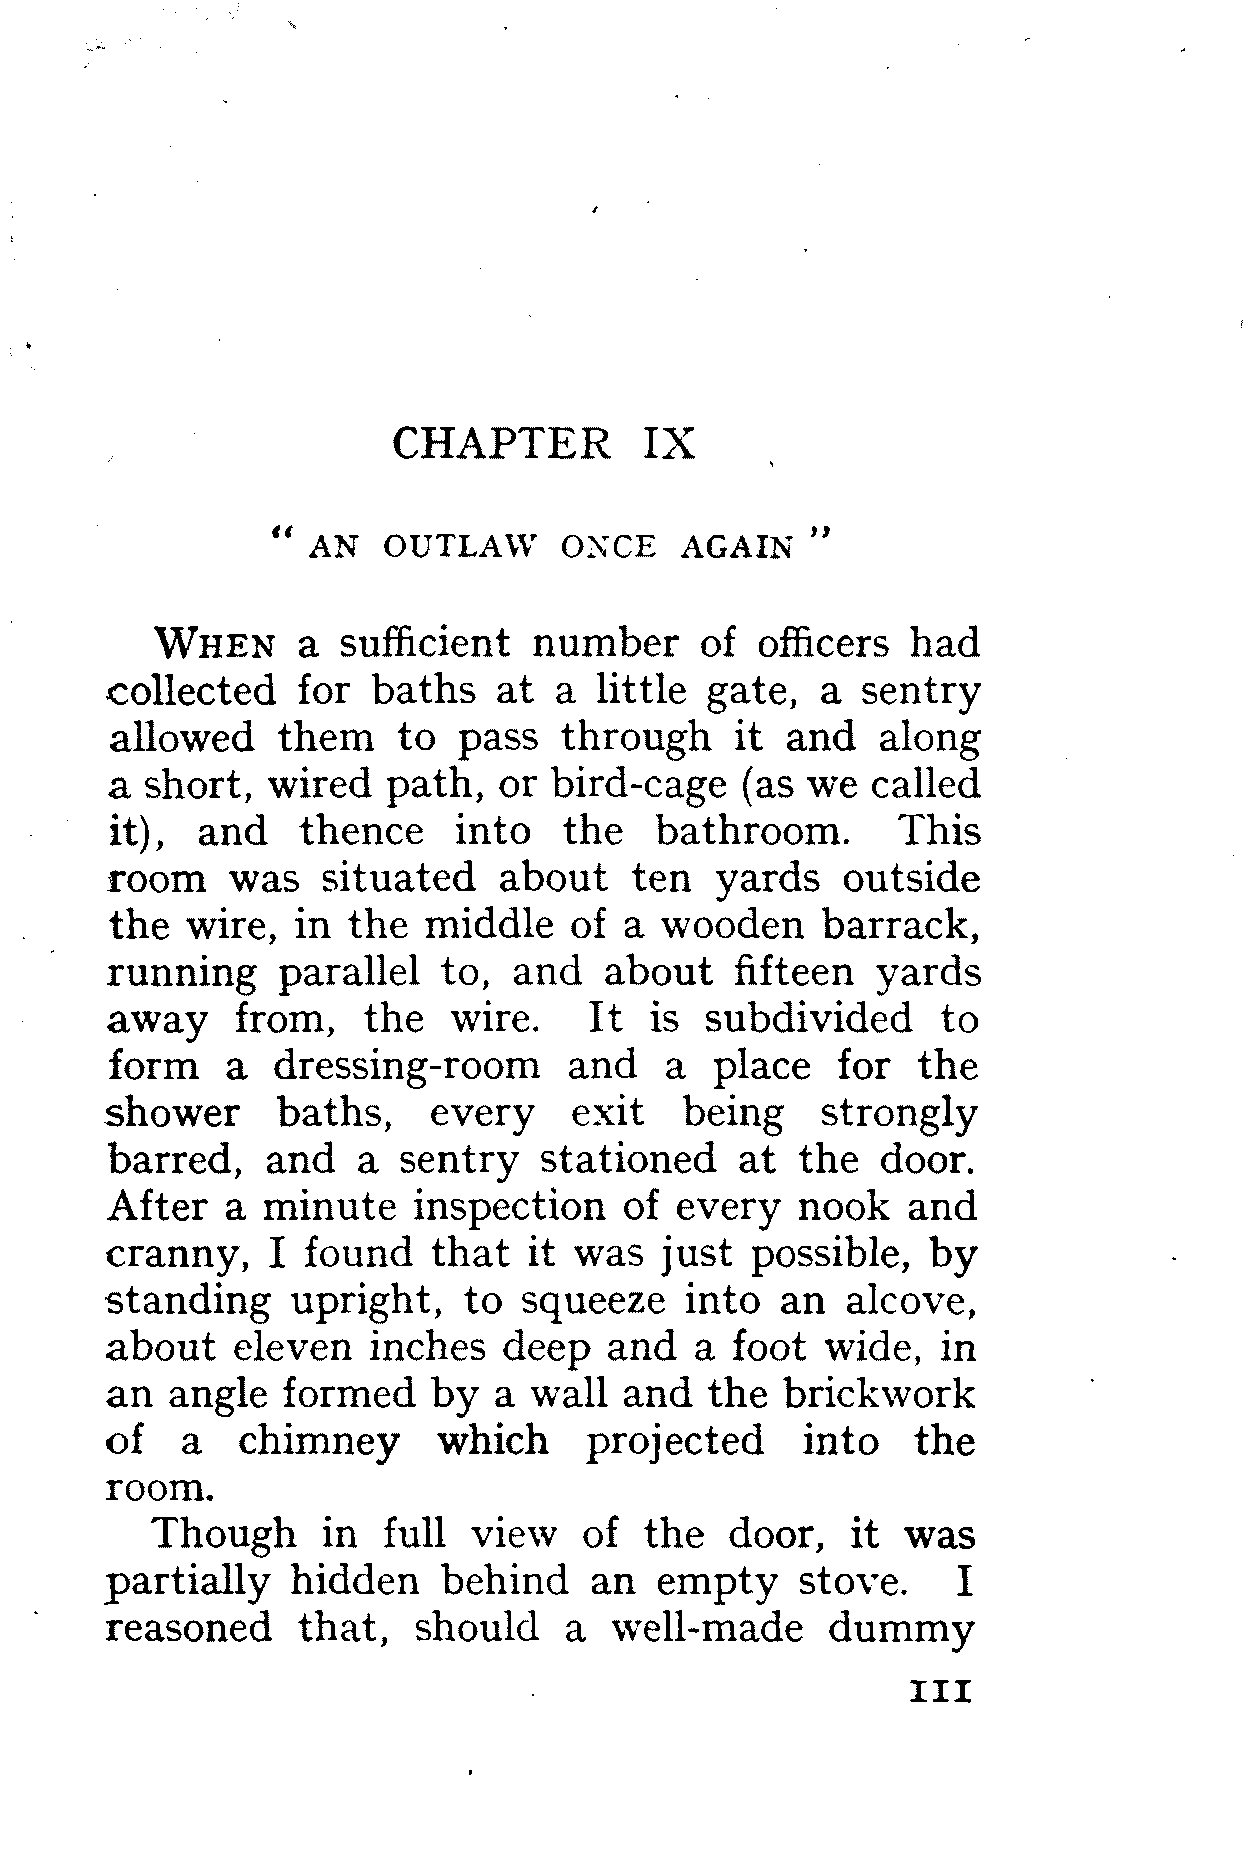 CHAPTER IX
" AN OUTLAW ONCE AGAIN "
WHEN a sufficient number of officers had
collected for baths at a little gate, a sentry
allowed them to pass through it and along
a short, wired path, or bird-cage (as we called
it), and thence into the bathroom. This
room was situated about ten yards outside
the wire, in the middle of a wooden barrack,
running parallel to, and about fifteen yards
away from, the wire. It is subdivided to
form a dressing-room and a place for the
shower baths, every exit being strongly
barred, and a sentry stationed at the door.
After a minute inspection of every nook and
cranny, I found that it was just possible, by
standing upright, to squeeze into an alcove,
about eleven inches deep and a foot wide, in
an angle formed by a wall and the brickwork
of a chimney which projected into the
room.
Though in full view of the door, it was
partially hidden behind an empty stove. I
reasoned that, should a well-made dummy
111